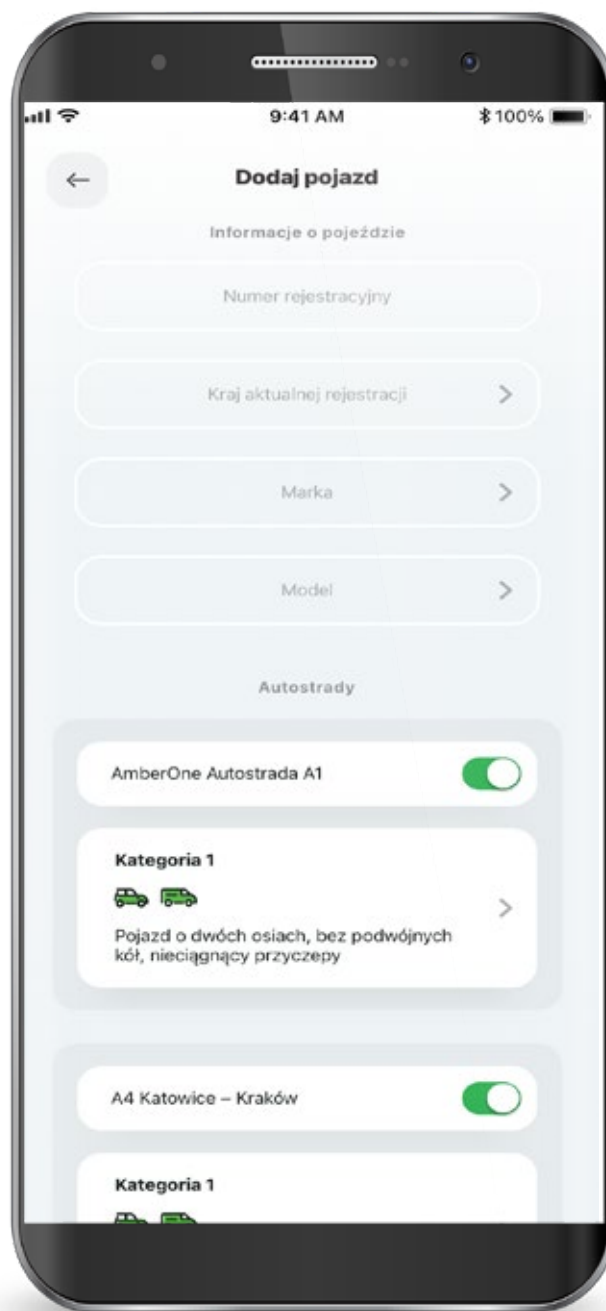 9:41 AM
100%
Dodaj pojazd
Informacje o pojeździe
Numer rejestracyjny
Kraj aktualnej rejestracji
Marka
Model
Autostrady
AmberOne Autostrada A1
Kategoria 1
Pojazd o dwóch osiach, bez podwójnych
kół, nieciągnący przyczepy
A4 Katowice – Kraków
Kategoria 1